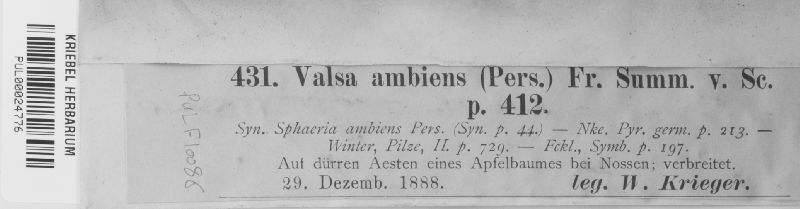 KRIEBEL HERBARIUM
PUL00024776
PULF10086
431. Valsa ambiens (Pers.) Fr. Summ. v. Sc.
p. 412.
Syn. Sphaeria ambiens Pers. (Syn. p. 44.) — Nke. Pyr. germ. p. 213. —
Winter, Pilze, II. p. 729. — Fckl., Symb. p. 197.
Auf dürren Aesten eines Apfelbaumes bei Nossen; verbreitet.
29. Dezemb. 1888. leg. W. Krieger.